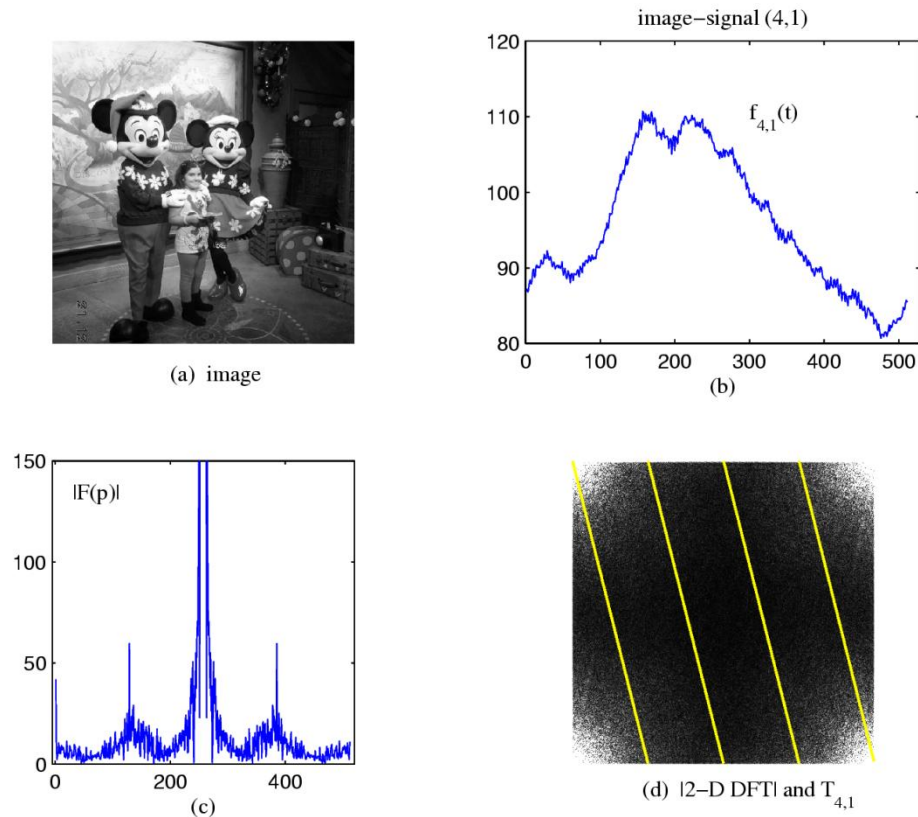 image−signal (4,1)
120
110
100
90
80
f4,1(t)
0 100 200 300 400 500
(a) image
(b)
150
100
50
0
|F(p)|
0 200 400
(c)
(d) |2−D DFT| and T4,1